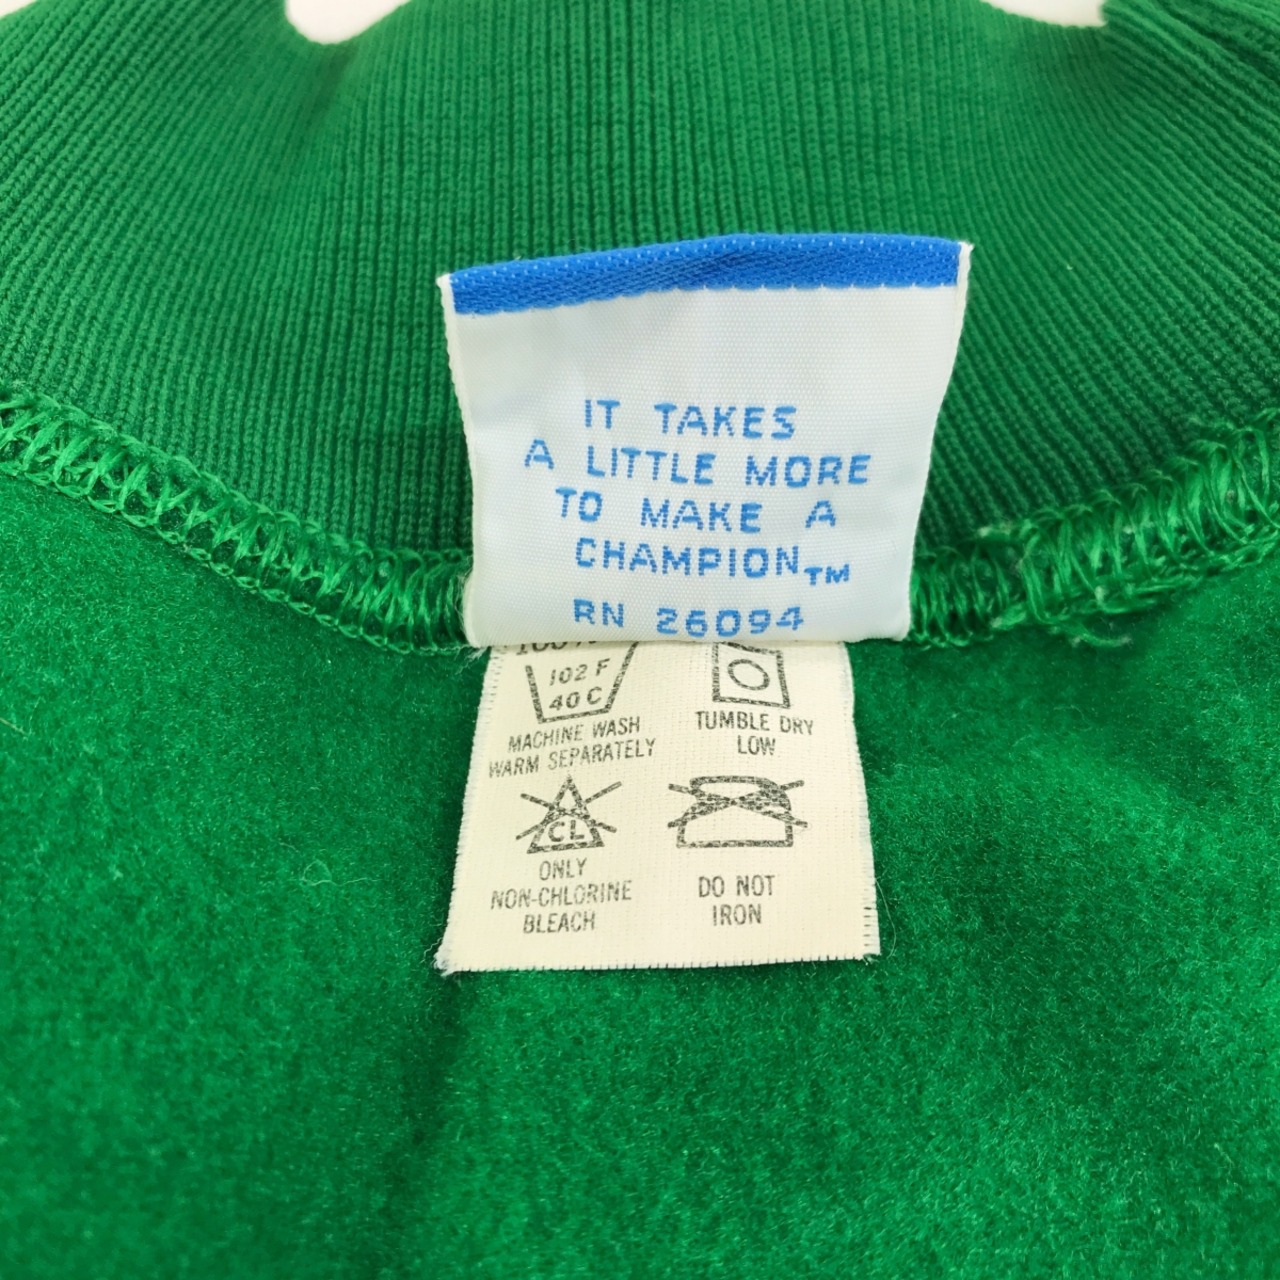 IT TAKES
A LITTLE MORE
TO MAKE A
CHAMPION™
RN 26094
102 F
40 C
MACHINE WASH
WARM SEPARATELY
TUMBLE DRY
LOW
CL
ONLY
NON-CHLORINE
BLEACH
DO NOT
IRON